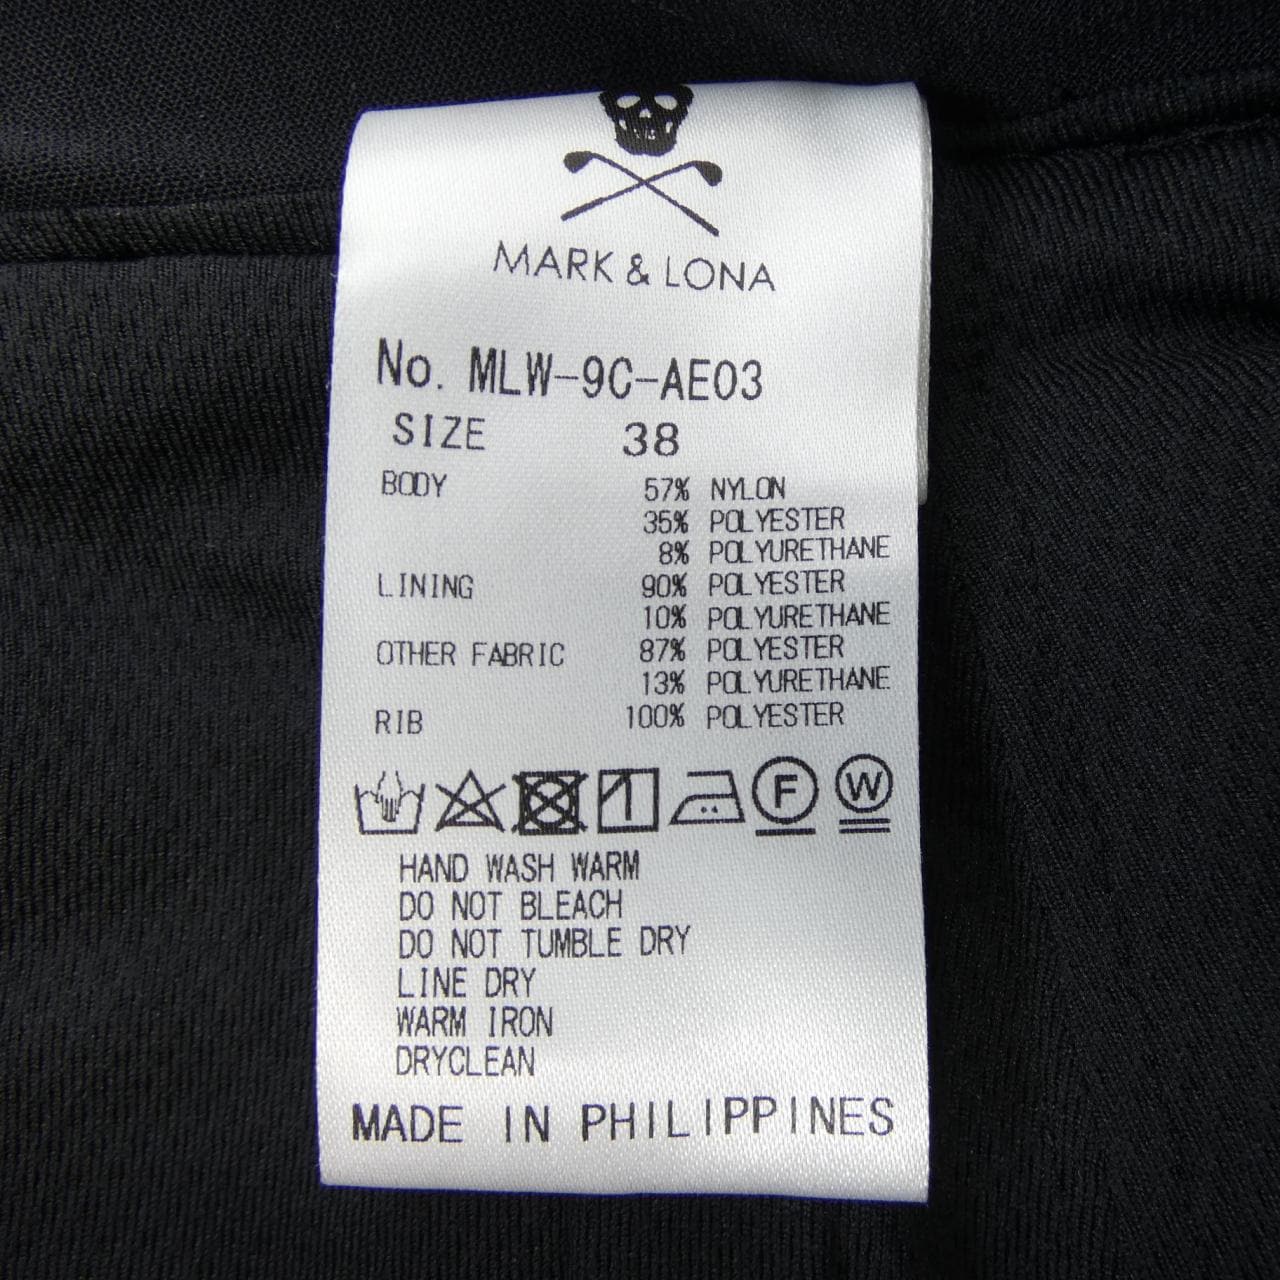 MARK & LONA
No. MLW-9C-AE03
SIZE 38
BODY 57% NYLON
35% POLYESTER
8% POLYURETHANE
LINING 90% POLYESTER
10% POLYURETHANE
OTHER FABRIC 87% POLYESTER
13% POLYURETHANE
RIB 100% POLYESTER
F W
HAND WASH WARM
DO NOT BLEACH
DO NOT TUMBLE DRY
LINE DRY
WARM IRON
DRYCLEAN
MADE IN PHILIPPINES